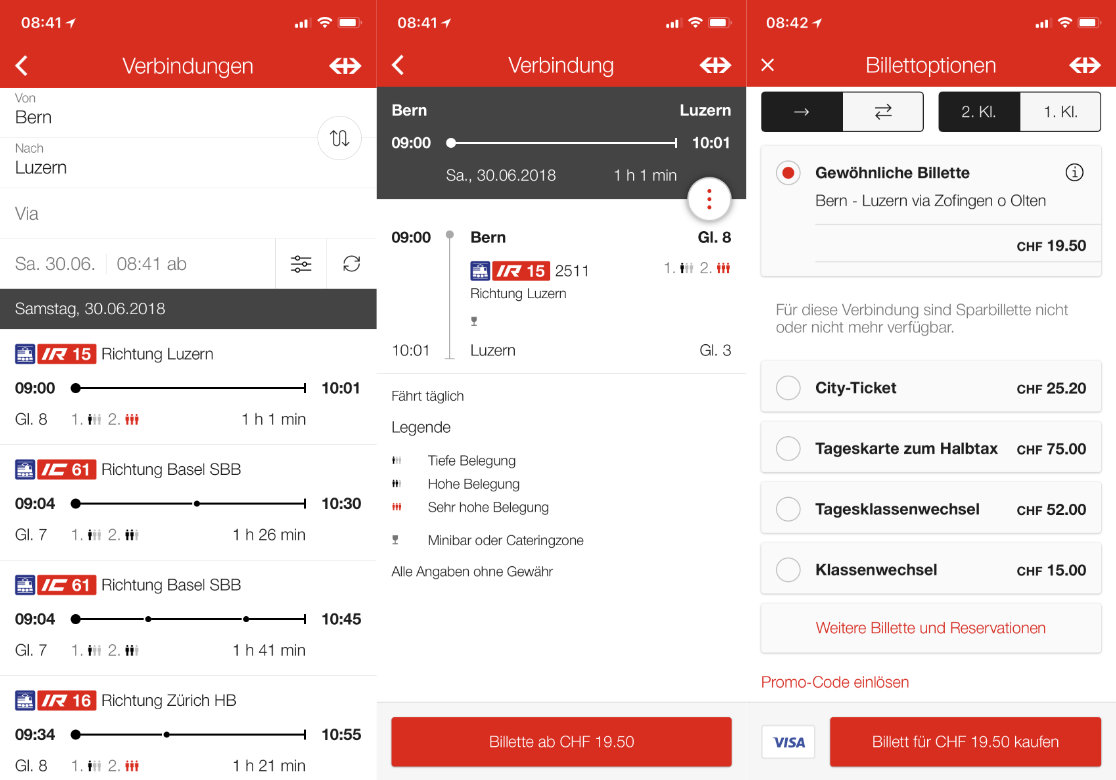 08:41
Verbindungen
Von
Bern
Nach
Luzern
Via
Sa. 30.06. 08:41 ab
Samstag, 30.06.2018
IR 15 Richtung Luzern
09:00 10:01
Gl. 8 1. 2. 1 h 1 min
IC 61 Richtung Basel SBB
09:04 10:30
Gl. 7 1. 2. 1 h 26 min
IC 61 Richtung Basel SBB
09:04 10:45
Gl. 7 1. 2. 1 h 41 min
IR 16 Richtung Zürich HB
09:34 10:55
Gl. 8 1. 2. 1 h 21 min
08:41
Verbindung
Bern Luzern
09:00 10:01
Sa., 30.06.2018 1 h 1 min
09:00 Bern Gl. 8
IR 15 2511 1. 2.
Richtung Luzern
10:01 Luzern Gl. 3
Fährt täglich
Legende
Tiefe Belegung
Hohe Belegung
Sehr hohe Belegung
Minibar oder Cateringzone
Alle Angaben ohne Gewähr
Billette ab CHF 19.50
08:42
Billettoptionen
2. Kl. 1. Kl.
Gewöhnliche Billette
Bern - Luzern via Zofingen o Olten
CHF 19.50
Für diese Verbindung sind Sparbillette nicht
oder nicht mehr verfügbar.
City-Ticket CHF 25.20
Tageskarte zum Halbtax CHF 75.00
Tagesklassenwechsel CHF 52.00
Klassenwechsel CHF 15.00
Weitere Billette und Reservationen
Promo-Code einlösen
VISA Billett für CHF 19.50 kaufen